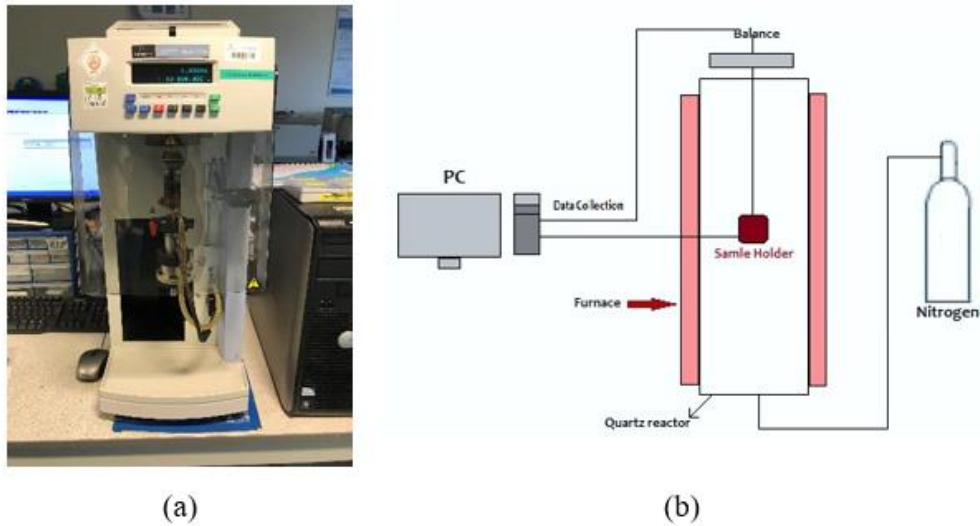 Balance
PC
Data Collection
Samle Holder
Furnace
Nitrogen
Quartz reactor
(a)
(b)